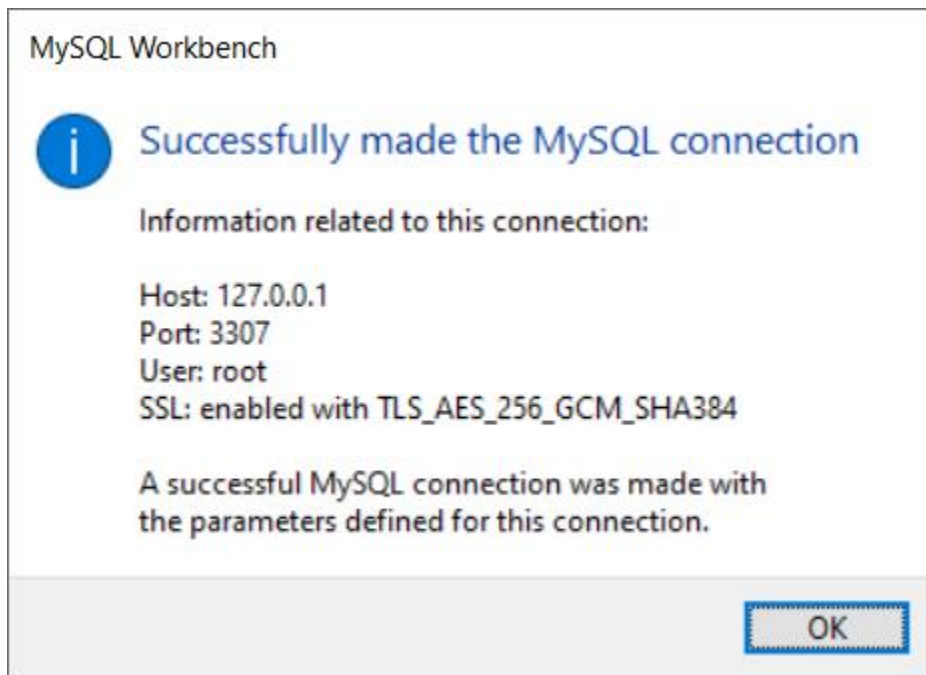 MySQL Workbench
Successfully made the MySQL connection
Information related to this connection:
Host: 127.0.0.1
Port: 3307
User: root
SSL: enabled with TLS_AES_256_GCM_SHA384
A successful MySQL connection was made with
the parameters defined for this connection.
OK